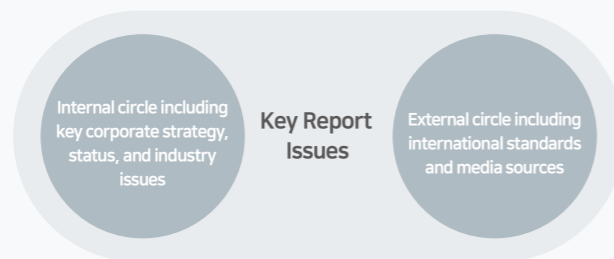 Internal circle including
key corporate strategy,
status, and industry
issues
Key Report
Issues
External circle including
international standards
and media sources